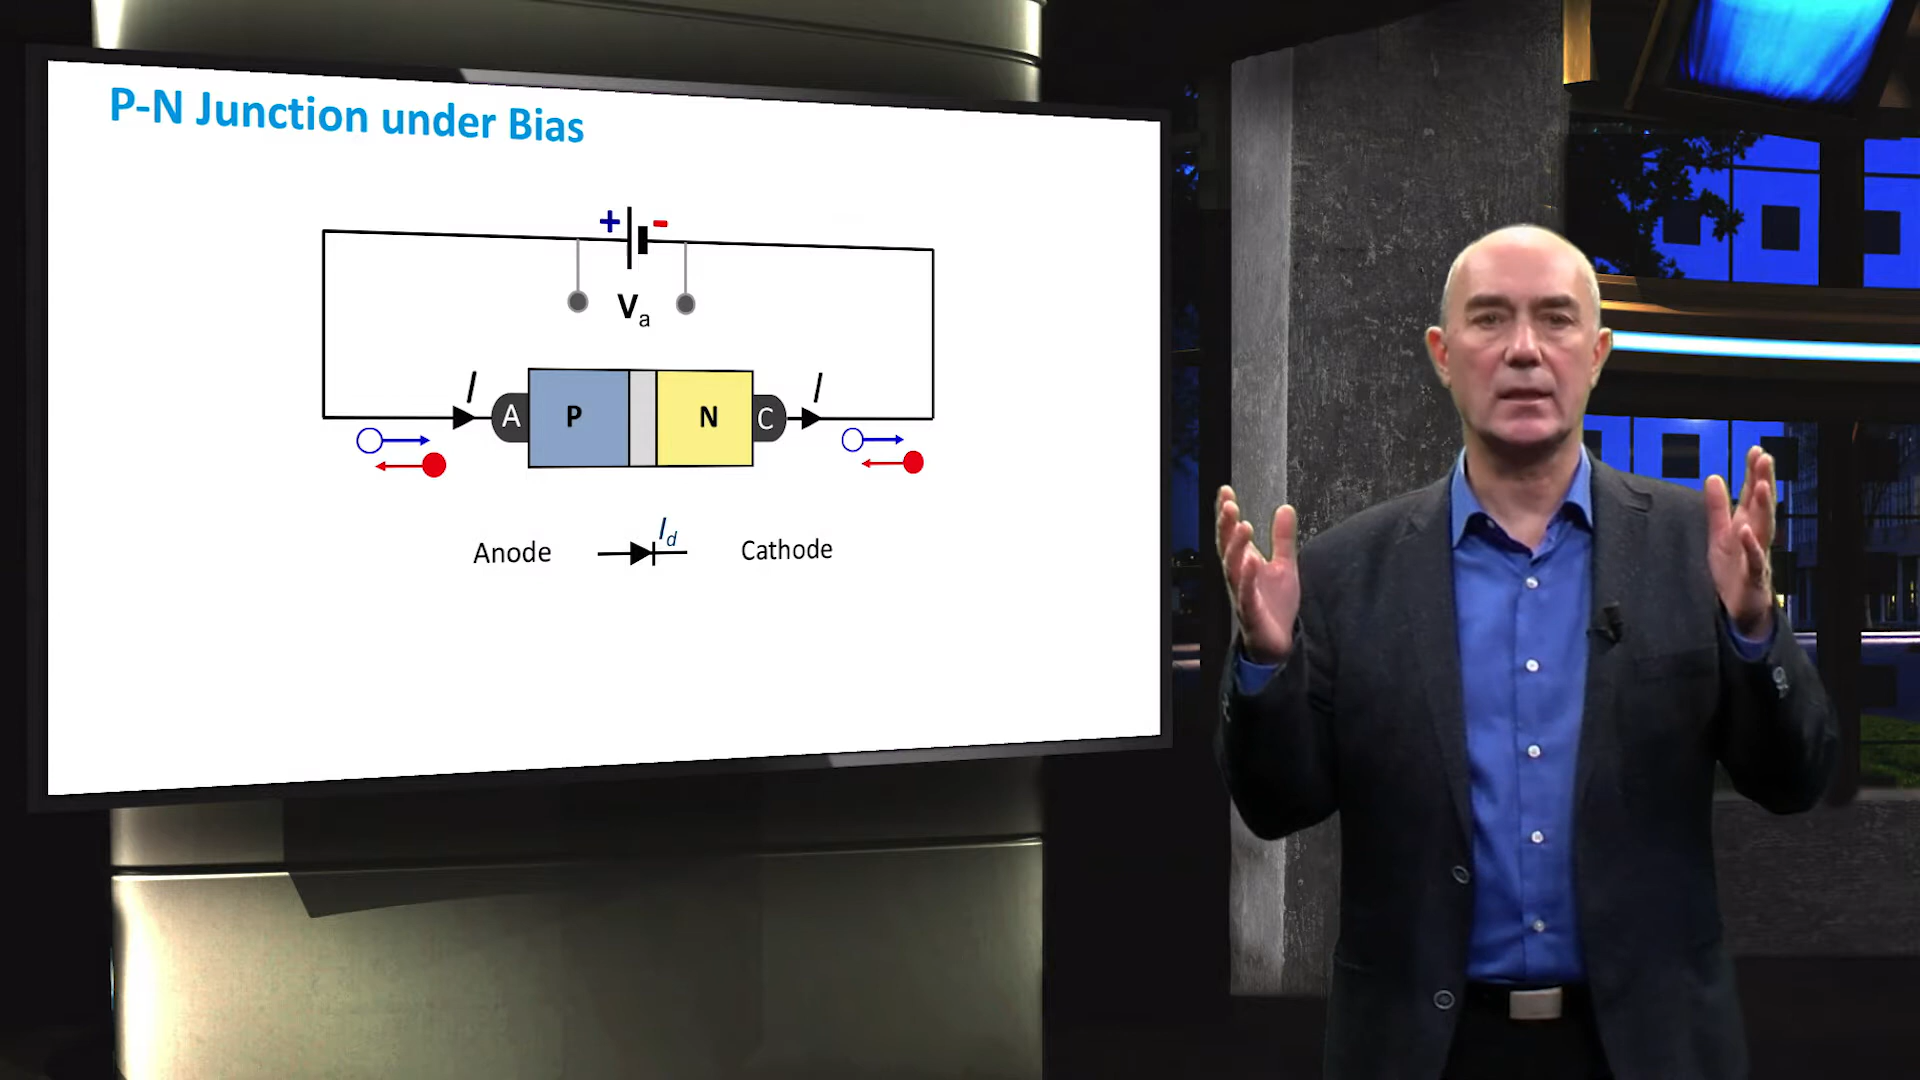 P-N Junction under Bias
+ -
Va
I I
A P N C
Id
Anode Cathode